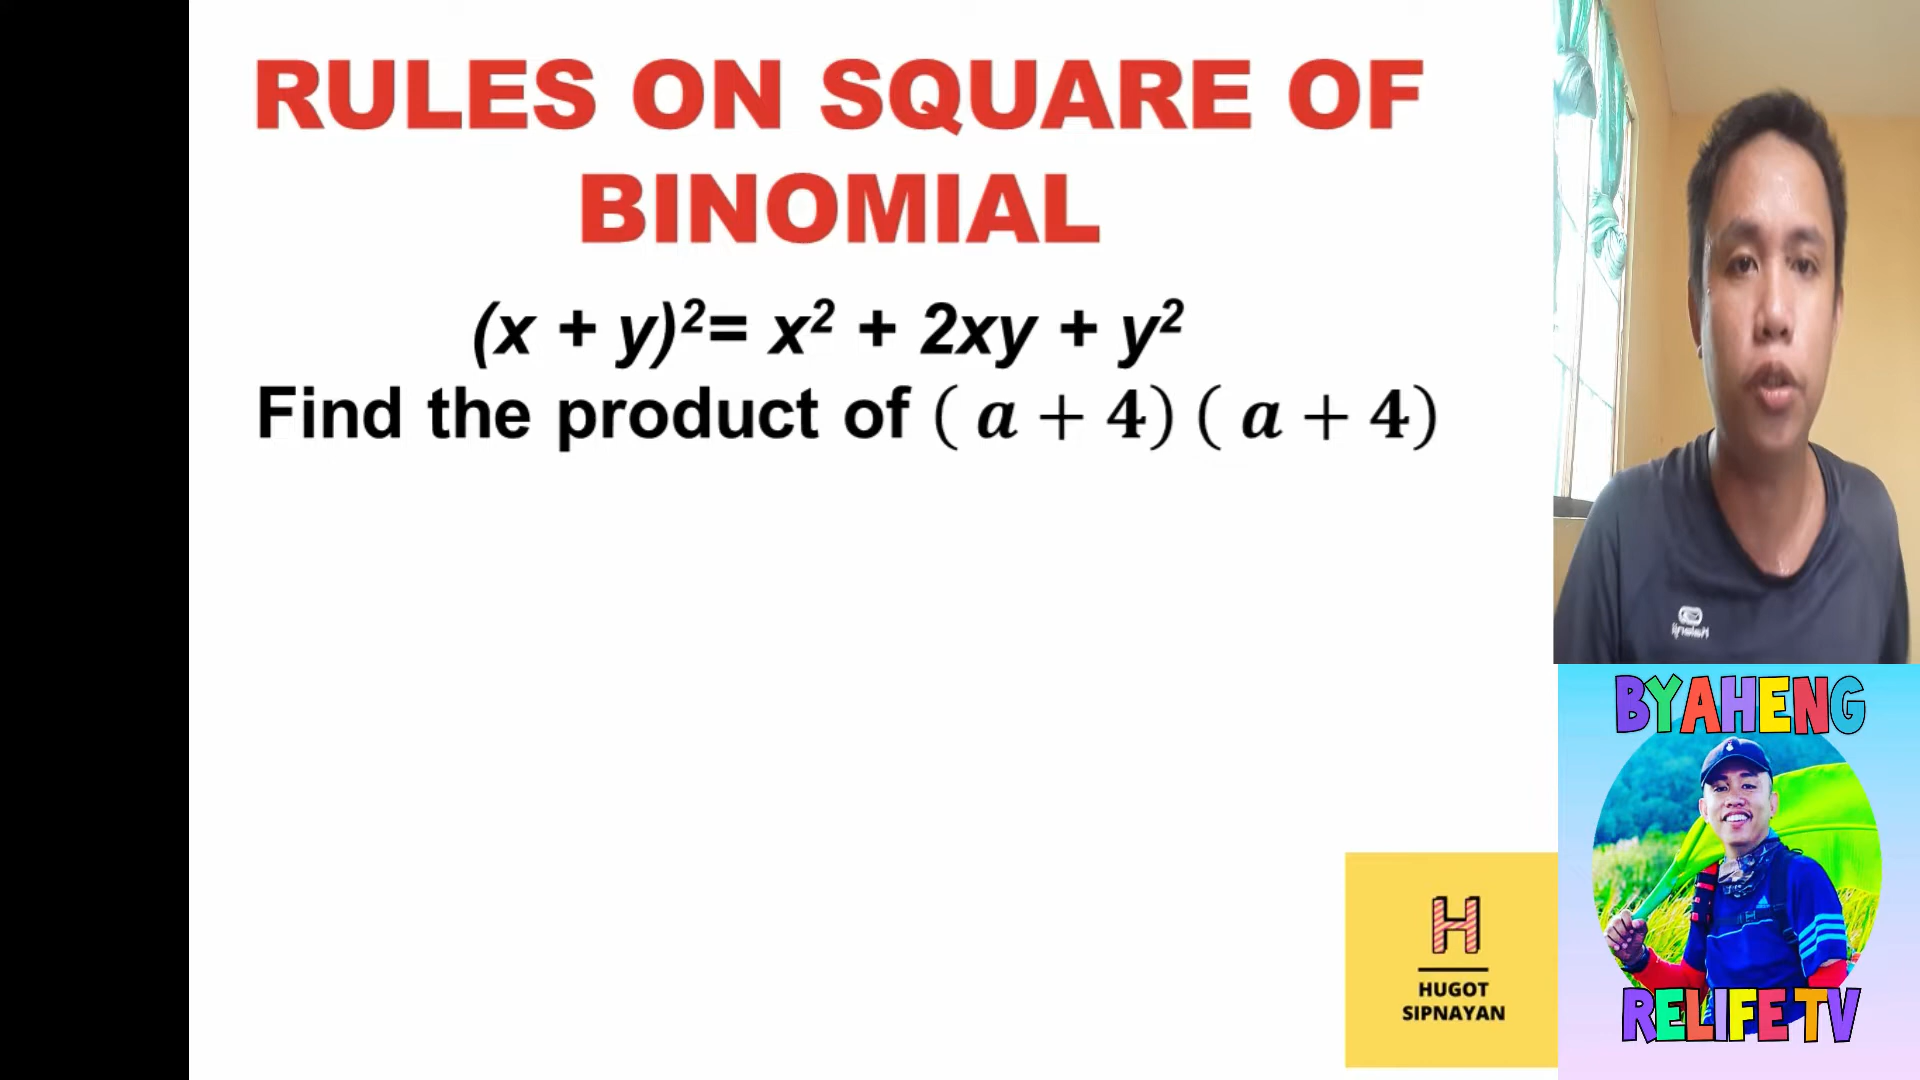 RULES ON SQUARE OF
BINOMIAL
(x + y)²= x² + 2xy + y²
Find the product of ( a + 4) ( a + 4)
H
HUGOT
SIPNAYAN
BYAHENG
RELIFE TV